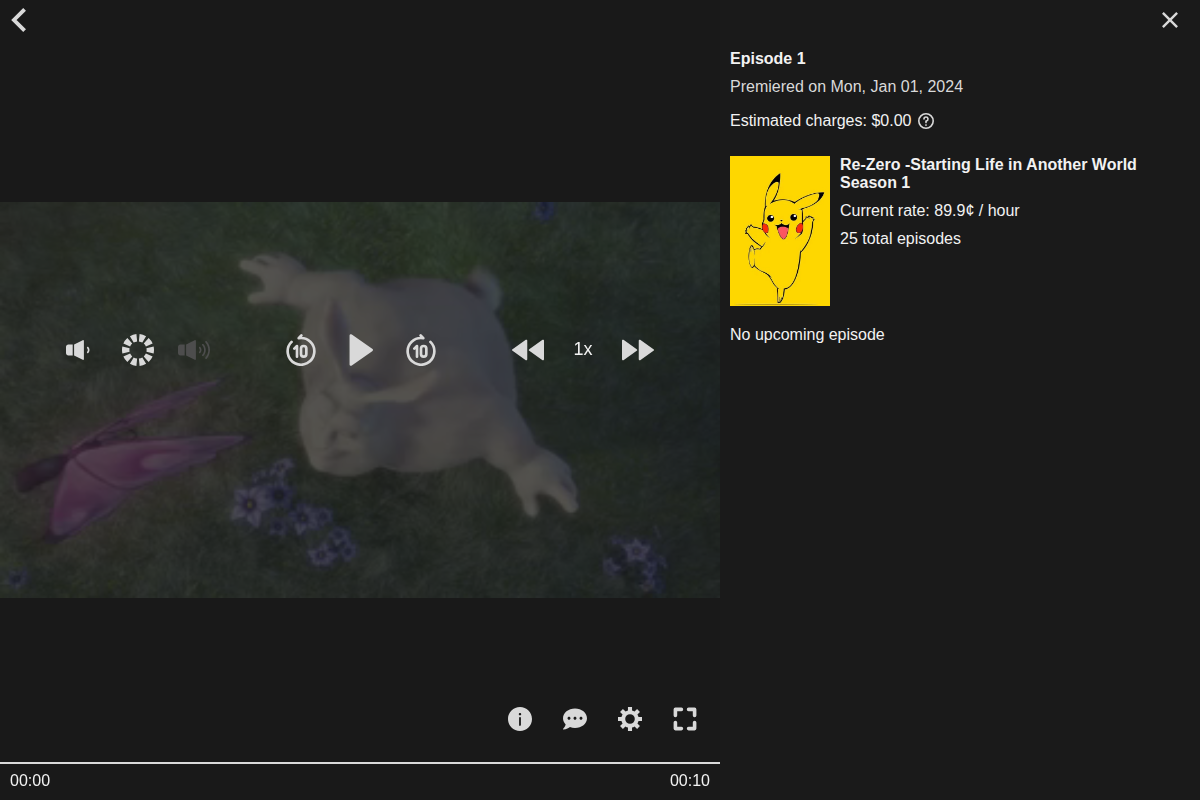 Episode 1
Premiered on Mon, Jan 01, 2024
Estimated charges: $0.00
Re-Zero -Starting Life in Another World
Season 1
Current rate: 89.9¢ / hour
25 total episodes
No upcoming episode
10
10
1x
00:00
00:10